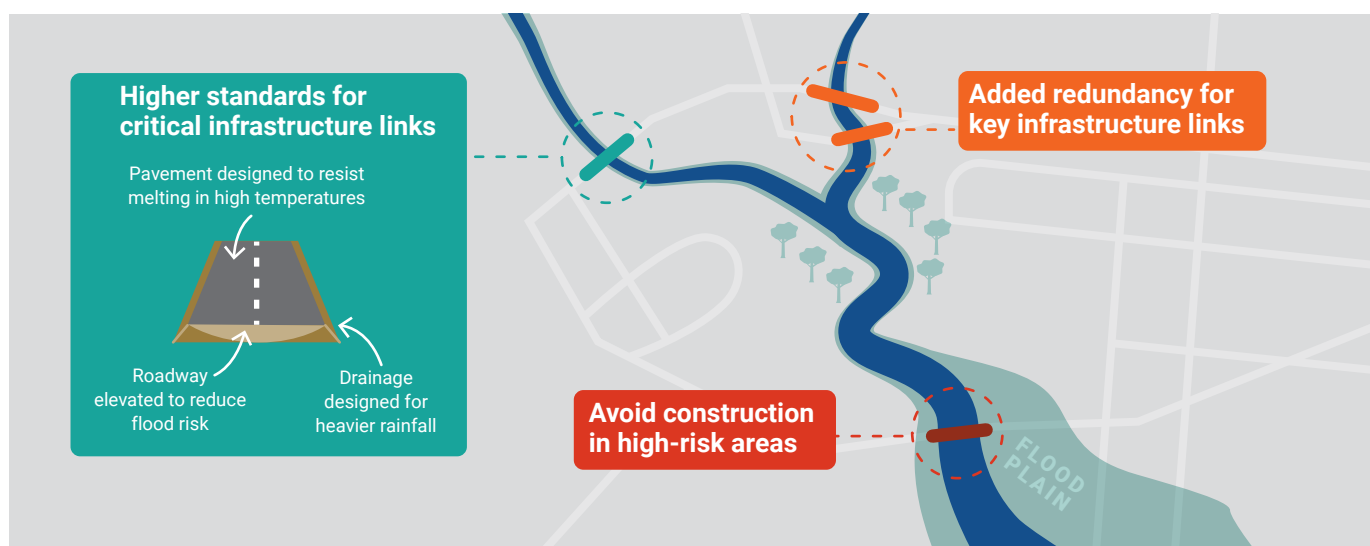 Higher standards for
critical infrastructure links
Pavement designed to resist
melting in high temperatures
Roadway
elevated to reduce
flood risk
Drainage
designed for
heavier rainfall
Added redundancy for
key infrastructure links
Avoid construction
in high-risk areas
FLOOD
PLAIN